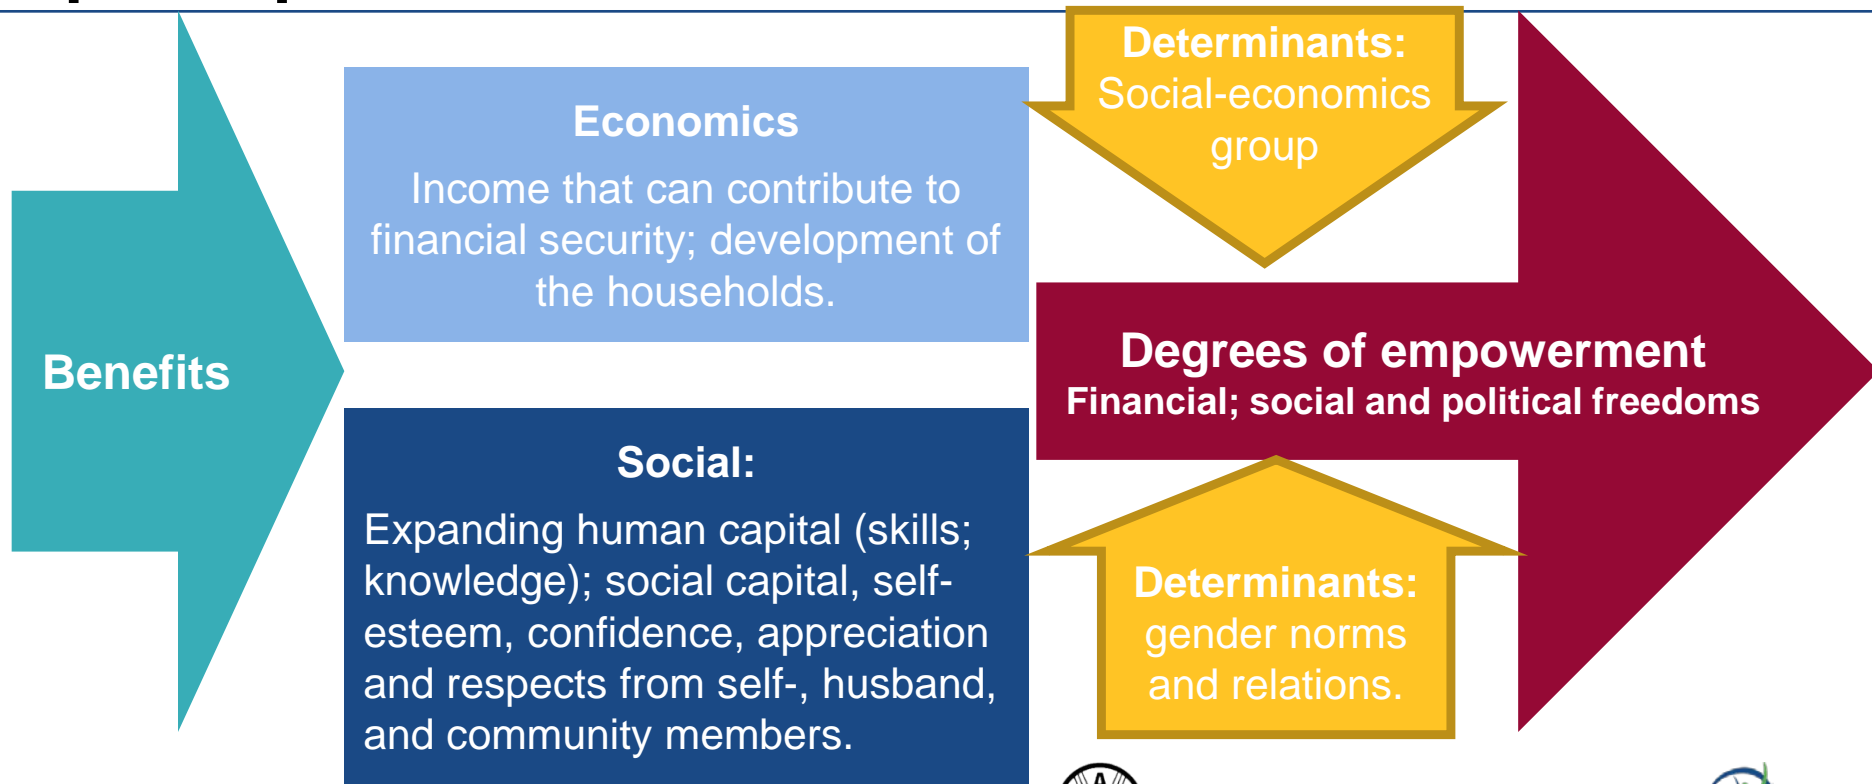 Benefits
Economics
Income that can contribute to
financial security; development of
the households.
Social:
Expanding human capital (skills;
knowledge); social capital, self-
esteem, confidence, appreciation
and respects from self-, husband,
and community members.
Determinants:
Social-economics
group
Degrees of empowerment
Financial; social and political freedoms
Determinants:
gender norms
and relations.